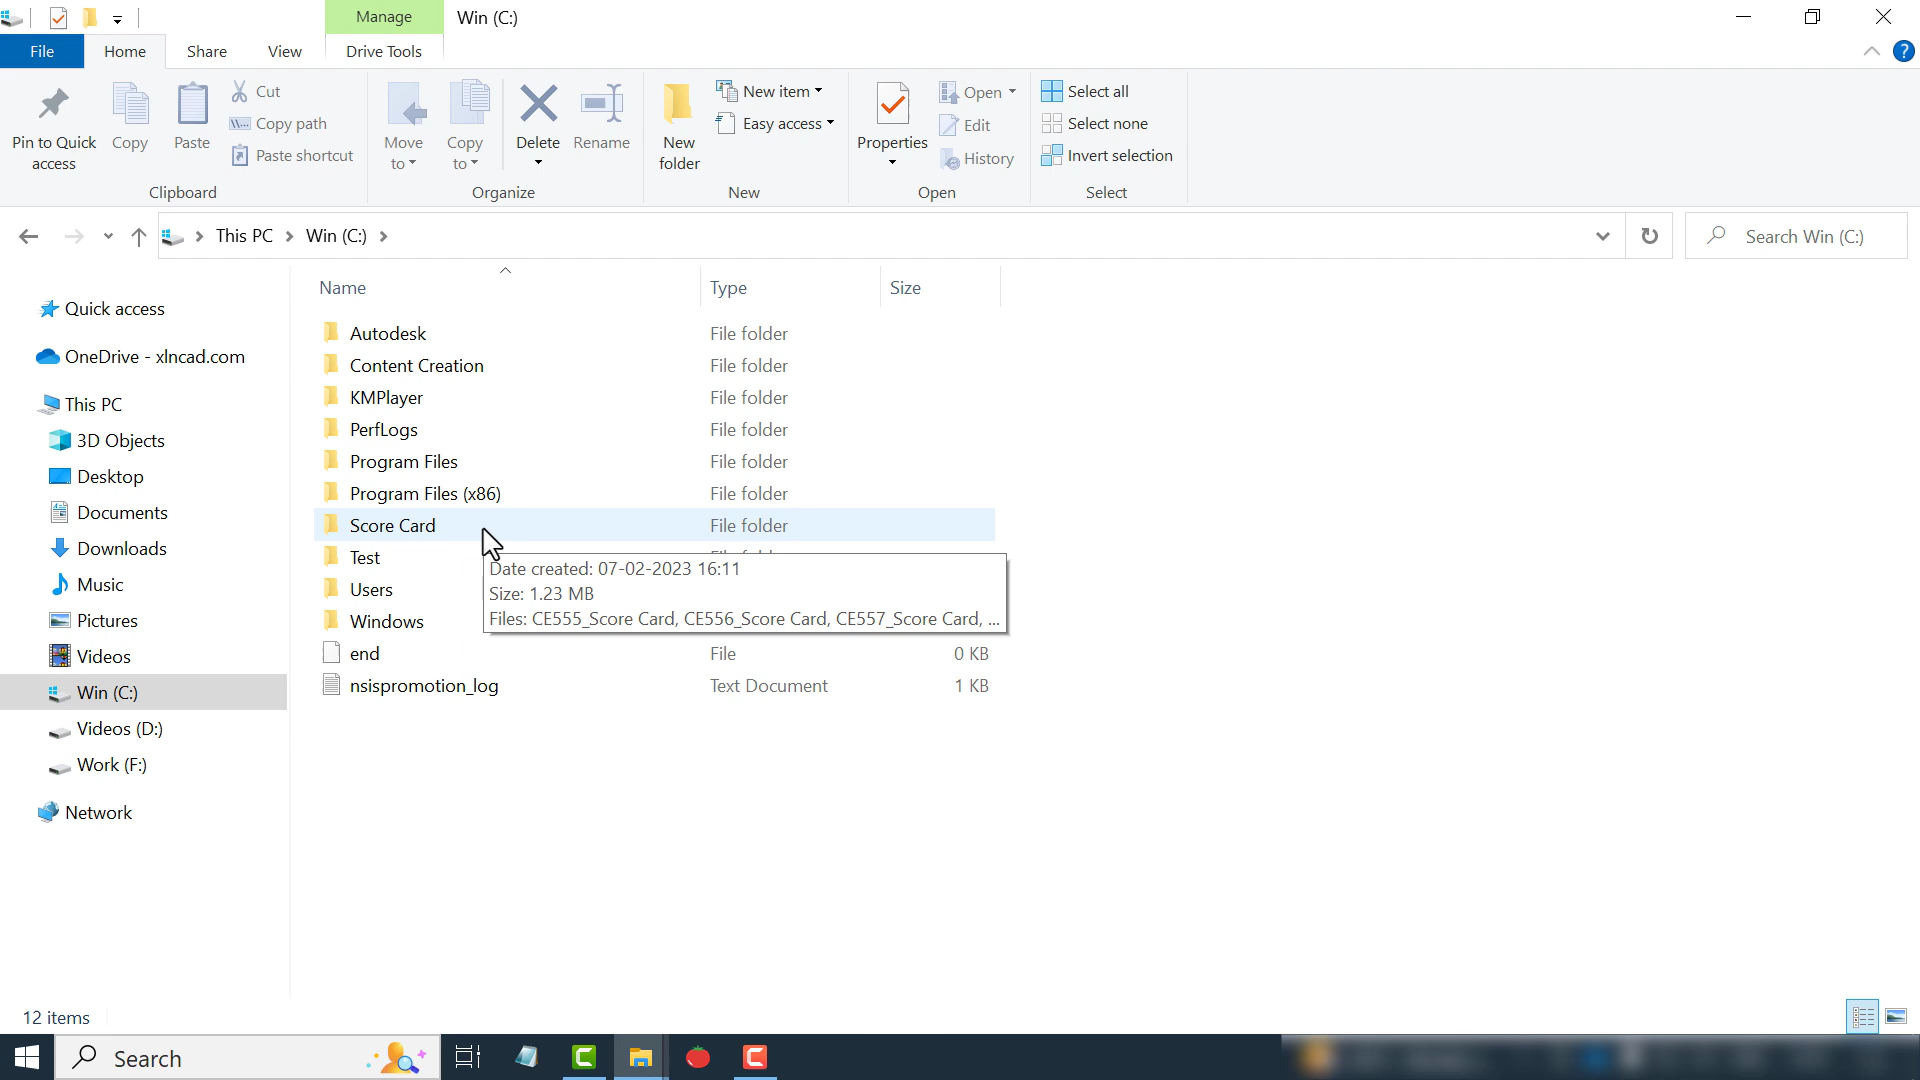 Manage
Win (C:)
File
Home
Share
View
Drive Tools
Pin to Quick access
Copy
Paste
Cut
Copy path
Paste shortcut
Clipboard
Move to
Copy to
Delete
Rename
Organize
New folder
New item
Easy access
New
Properties
Open
Edit
History
Open
Select all
Select none
Invert selection
Select
This PC
Win (C:)
Search Win (C:)
Quick access
OneDrive - xlncad.com
This PC
3D Objects
Desktop
Documents
Downloads
Music
Pictures
Videos
Win (C:)
Videos (D:)
Work (F:)
Network
Name Type Size
Autodesk File folder
Content Creation File folder
KMPlayer File folder
PerfLogs File folder
Program Files File folder
Program Files (x86) File folder
Score Card File folder
Test
Users
Windows
Date created: 07-02-2023 16:11
Size: 1.23 MB
Files: CE555_Score Card, CE556_Score Card, CE557_Score Card, ...
end File 0 KB
nsispromotion_log Text Document 1 KB
12 items
Search